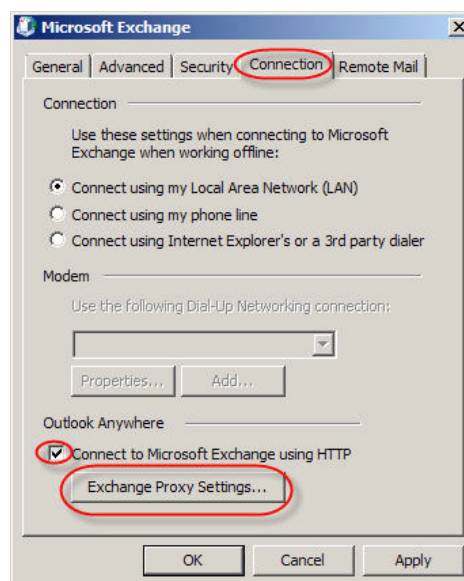 Microsoft Exchange
General Advanced Security Connection Remote Mail
Connection
Use these settings when connecting to Microsoft
Exchange when working offline:
Connect using my Local Area Network (LAN)
Connect using my phone line
Connect using Internet Explorer's or a 3rd party dialer
Modem
Use the following Dial-Up Networking connection:
Properties... Add...
Outlook Anywhere
Connect to Microsoft Exchange using HTTP
Exchange Proxy Settings...
OK Cancel Apply